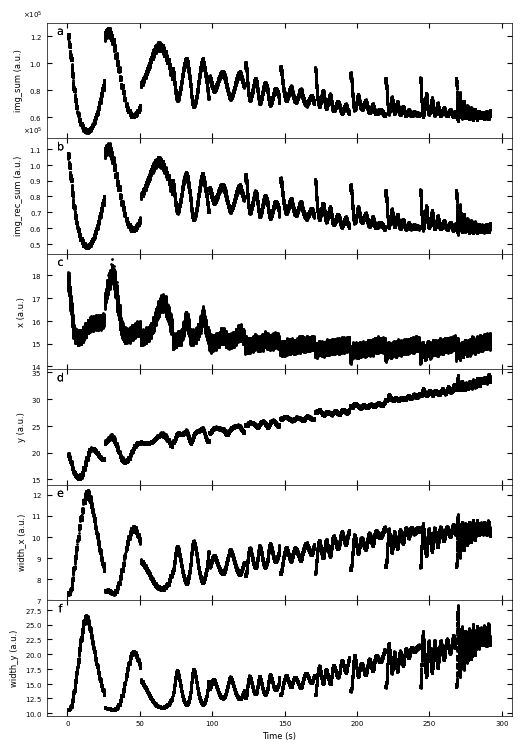 ×10⁵
a
1.2
1.0
0.8
0.6
img_sum (a.u.)
×10⁵
b
1.1
1.0
0.9
0.8
0.7
0.6
0.5
img_rec_sum (a.u.)
c
18
17
16
15
14
x (a.u.)
d
35
30
25
20
15
y (a.u.)
e
12
11
10
9
8
7
width_x (a.u.)
f
27.5
25.0
22.5
20.0
17.5
15.0
12.5
10.0
width_y (a.u.)
0 50 100 150 200 250 300
Time (s)